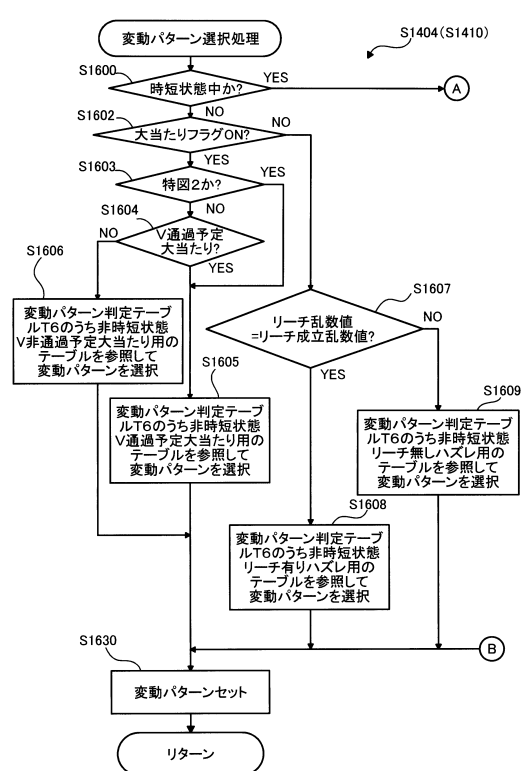 変動パターン選択処理
S1404(S1410)
S1600
時短状態中か?
YES
A
NO
S1602
大当たりフラグON?
NO
YES
S1603
特図2か?
YES
NO
S1604
V通過予定
大当たり?
NO
YES
S1606
変動パターン判定テーブ
ルT6のうち非時短状態
V非通過予定大当たり用の
テーブルを参照して
変動パターンを選択
S1607
リーチ乱数値
=リーチ成立乱数値?
NO
YES
S1605
変動パターン判定テーブ
ルT6のうち非時短状態
V通過予定大当たり用の
テーブルを参照して
変動パターンを選択
S1609
変動パターン判定テーブ
ルT6のうち非時短状態
リーチ無しハズレ用の
テーブルを参照して
変動パターンを選択
S1608
変動パターン判定テーブ
ルT6のうち非時短状態
リーチ有りハズレ用の
テーブルを参照して
変動パターンを選択
B
S1630
変動パターンセット
リターン